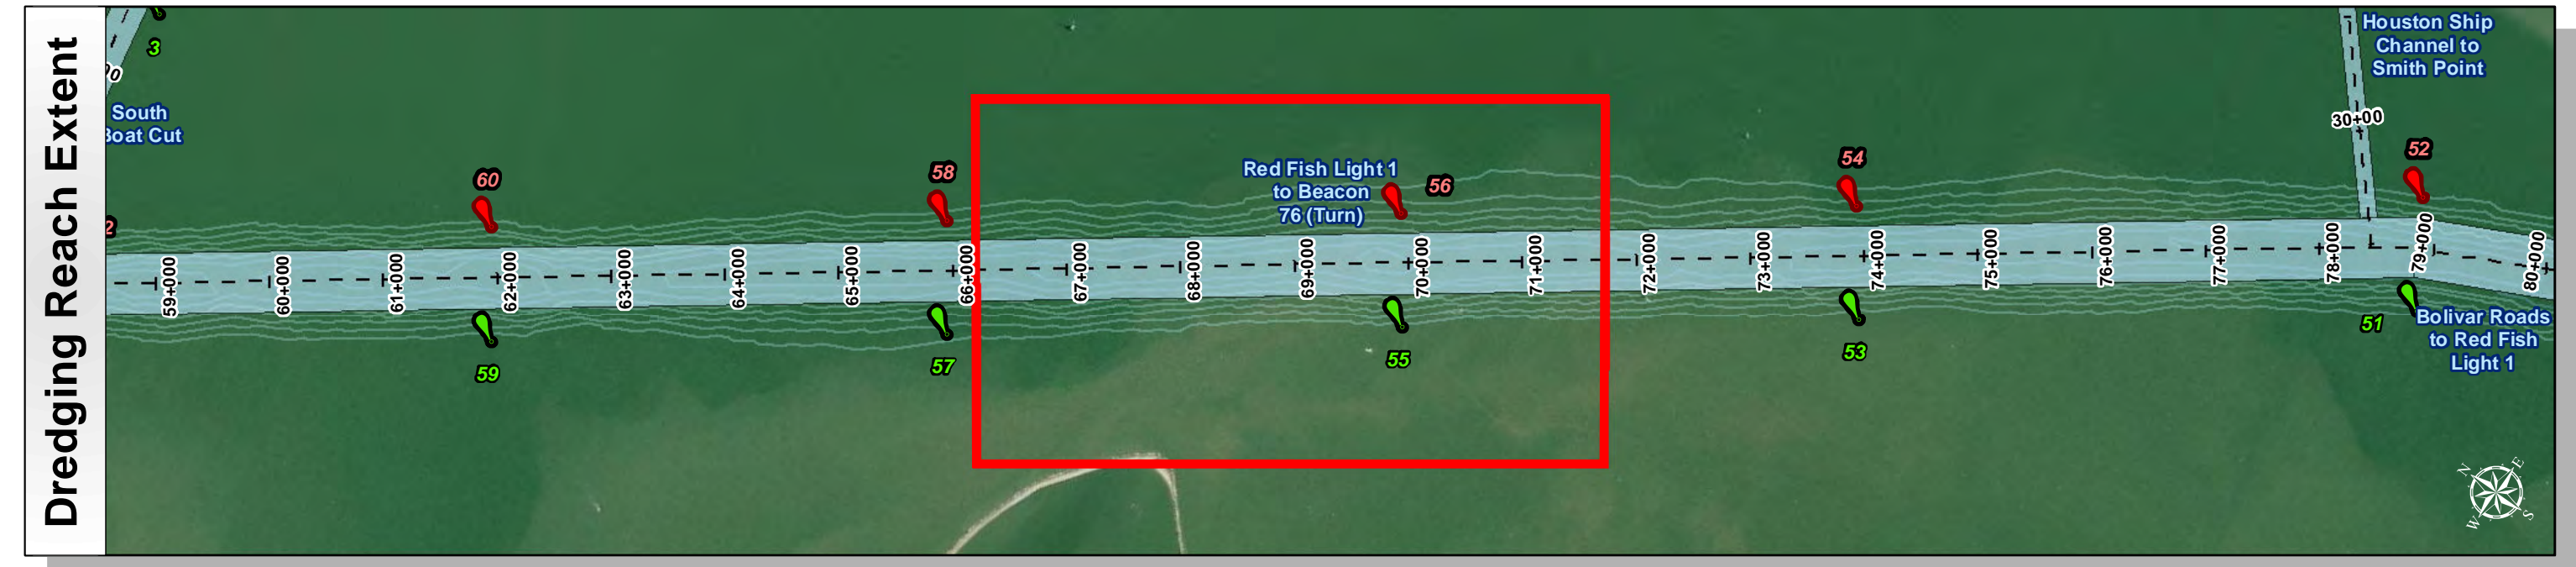 Dredging Reach Extent
3
South
Boat Cut
60
58
Red Fish Light 1
to Beacon
76 (Turn)
56
54
30+00
Houston Ship
Channel to
Smith Point
52
59+000
60+000
61+000
62+000
63+000
64+000
65+000
66+000
67+000
68+000
69+000
70+000
71+000
72+000
73+000
74+000
75+000
76+000
77+000
78+000
79+000
80+000
59
57
55
53
51
Bolivar Roads
to Red Fish
Light 1
N
E
W
S